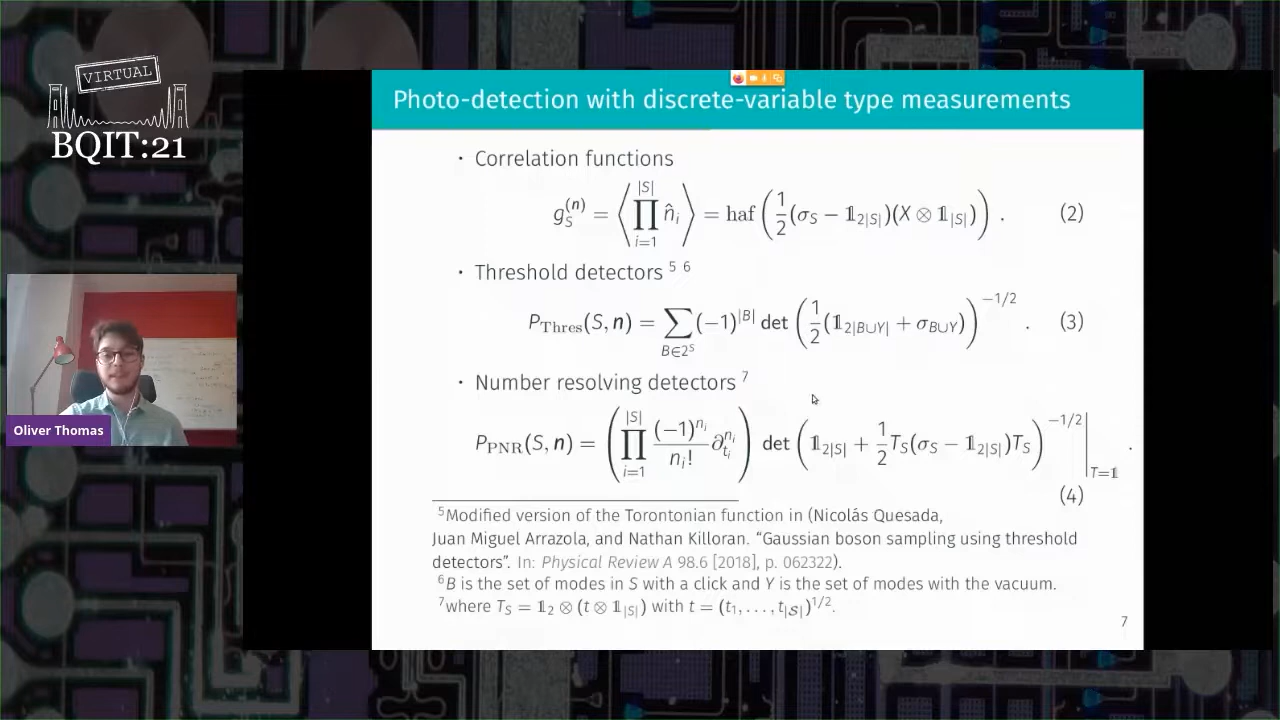 VIRTUAL
BQIT:21
Oliver Thomas
Photo-detection with discrete-variable type measurements
· Correlation functions
g_S^{(n)} = ⟨ ∏_{i=1}^{|S|} n̂_i ⟩ = haf ( 1/2 (σ_S − 𝟙_{2|S|})(X ⊗ 𝟙_{|S|}) ) . (2)
· Threshold detectors 5 6
P_{Thres}(S, n) = ∑_{B∈2^S} (−1)^{|B|} det ( 1/2 (𝟙_{2|B∪Y|} + σ_{B∪Y}) )^{−1/2} . (3)
· Number resolving detectors 7
P_{PNR}(S, n) = ( ∏_{i=1}^{|S|} (−1)^{n_i}/n_i! ∂_{t_i}^{n_i} ) det ( 𝟙_{2|S|} + 1/2 T_S(σ_S − 𝟙_{2|S|})T_S )^{−1/2} |_{T=𝟙} .
(4)
5Modified version of the Torontonian function in (Nicolás Quesada,
Juan Miguel Arrazola, and Nathan Killoran. “Gaussian boson sampling using threshold
detectors”. In: Physical Review A 98.6 [2018], p. 062322).
6B is the set of modes in S with a click and Y is the set of modes with the vacuum.
7where T_S = 𝟙_2 ⊗ (t ⊗ 𝟙_{|S|}) with t = (t_1, . . . , t_{|S|})^{1/2}.
7